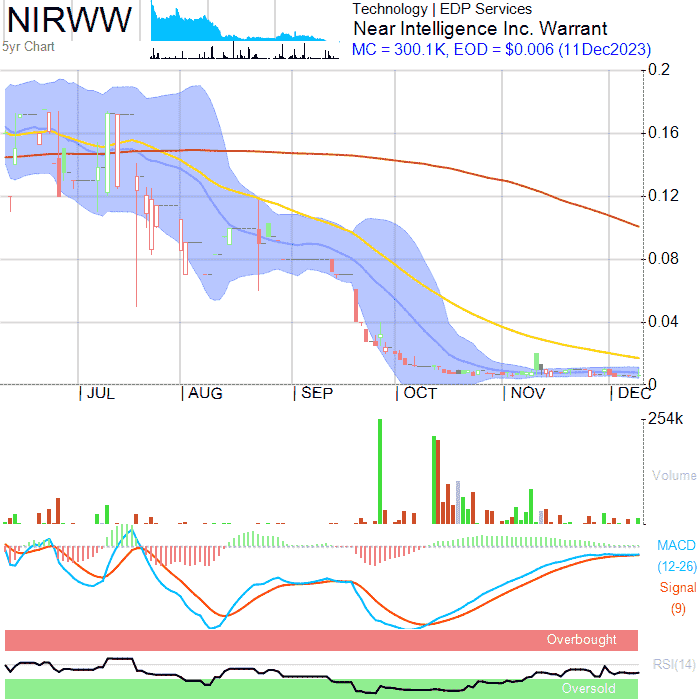 NIRWW
5yr Chart
Technology | EDP Services
Near Intelligence Inc. Warrant
MC = 300.1K, EOD = $0.006 (11Dec2023)
0.2
0.16
0.12
0.08
0.04
0
JUL AUG SEP OCT NOV DEC
254k
Volume
MACD
(12-26)
Signal
(9)
Overbought
RSI(14)
Oversold